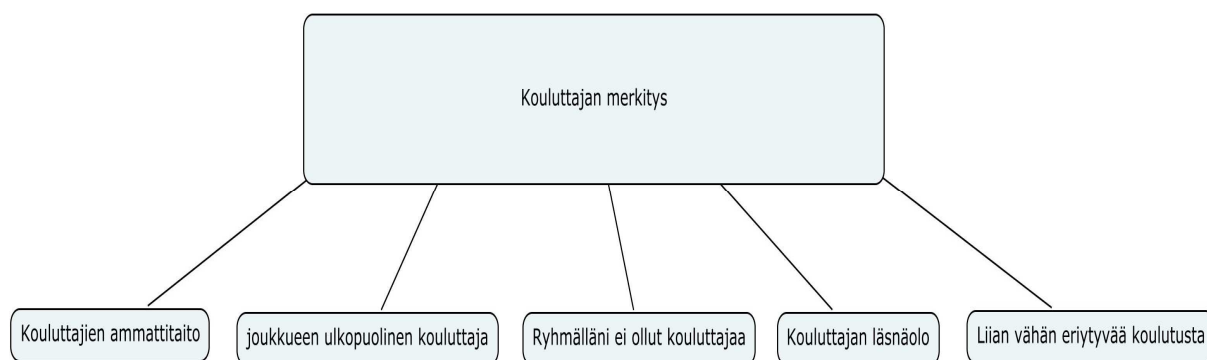 Kouluttajan merkitys
Kouluttajien ammattitaito
joukkueen ulkopuolinen kouluttaja
Ryhmälläni ei ollut kouluttajaa
Kouluttajan läsnäolo
Liian vähän eriytyvää koulutusta